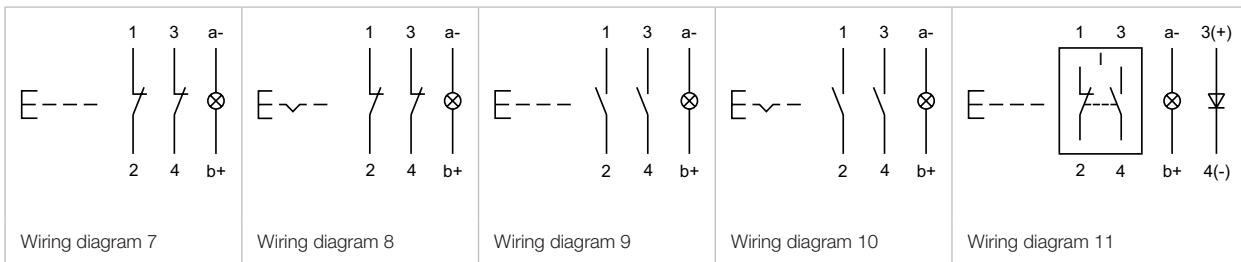 1 3 a-
2 4 b+
Wiring diagram 7
1 3 a-
2 4 b+
Wiring diagram 8
1 3 a-
2 4 b+
Wiring diagram 9
1 3 a-
2 4 b+
Wiring diagram 10
1 3 a- 3(+)
I
2 4 b+ 4(-)
Wiring diagram 11